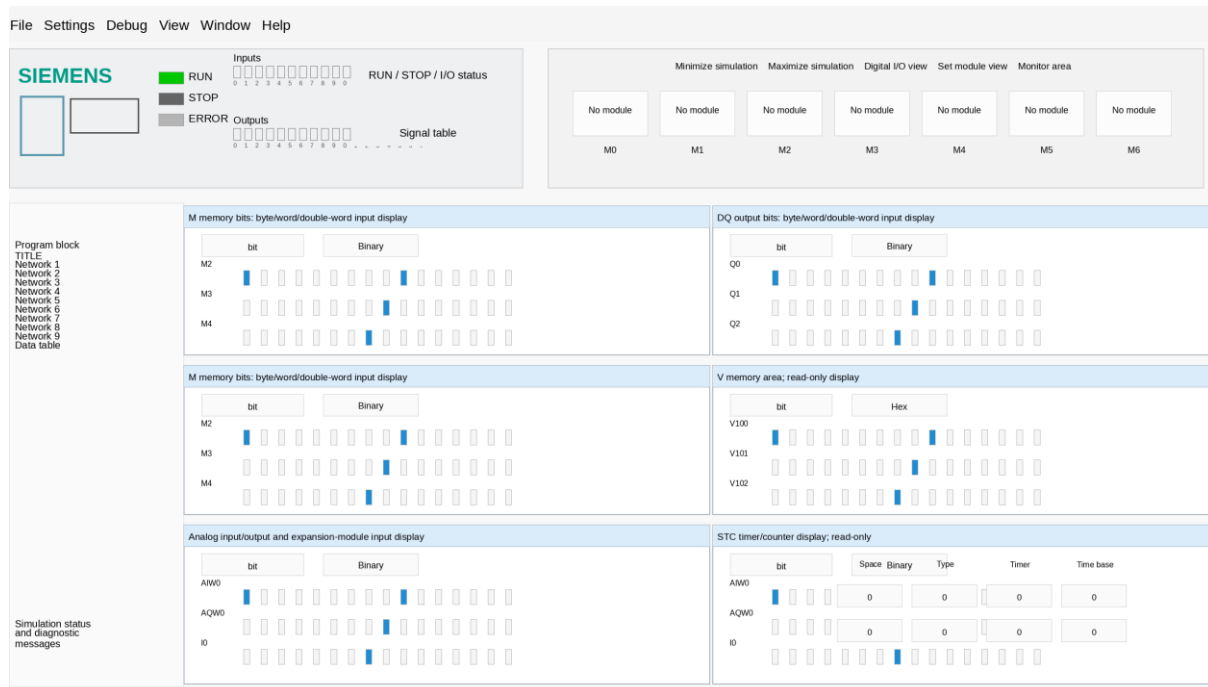 File Settings Debug View Window Help
SIEMENS
RUN
STOP
ERROR
Inputs
0 1 2 3 4 5 6 7 8 9 0
RUN / STOP / I/O status
Outputs
0 1 2 3 4 5 6 7 8 9 0
Signal table
Minimize simulation Maximize simulation Digital I/O view Set module view Monitor area
No module No module No module No module No module No module No module
M0 M1 M2 M3 M4 M5 M6
Program block
TITLE
Network 1
Network 2
Network 3
Network 4
Network 5
Network 6
Network 7
Network 8
Network 9
Data table
Simulation status
and diagnostic
messages
M memory bits: byte/word/double-word input display
bit Binary
M2
M3
M4
DQ output bits: byte/word/double-word input display
bit Binary
Q0
Q1
Q2
M memory bits: byte/word/double-word input display
bit Binary
M2
M3
M4
V memory area; read-only display
bit Hex
V100
V101
V102
Analog input/output and expansion-module input display
bit Binary
AIW0
AQW0
I0
STC timer/counter display; read-only
bit Space Binary Type Timer Time base
AIW0
0 0 0 0
AQW0
0 0 0 0
I0